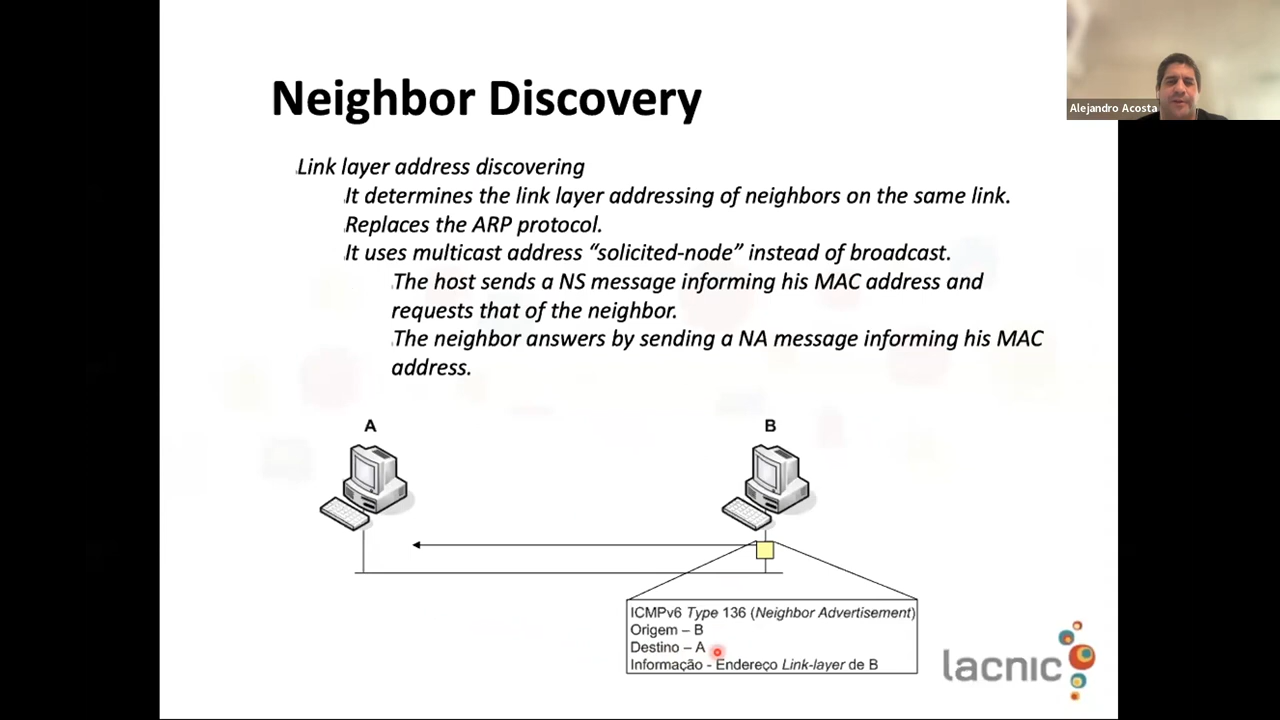 Neighbor Discovery
Alejandro Acosta
Link layer address discovering
It determines the link layer addressing of neighbors on the same link.
Replaces the ARP protocol.
It uses multicast address “solicited-node” instead of broadcast.
The host sends a NS message informing his MAC address and
requests that of the neighbor.
The neighbor answers by sending a NA message informing his MAC
address.
A
B
ICMPv6 Type 136 (Neighbor Advertisement)
Origem – B
Destino – A
Informação - Endereço Link-layer de B
lacnic